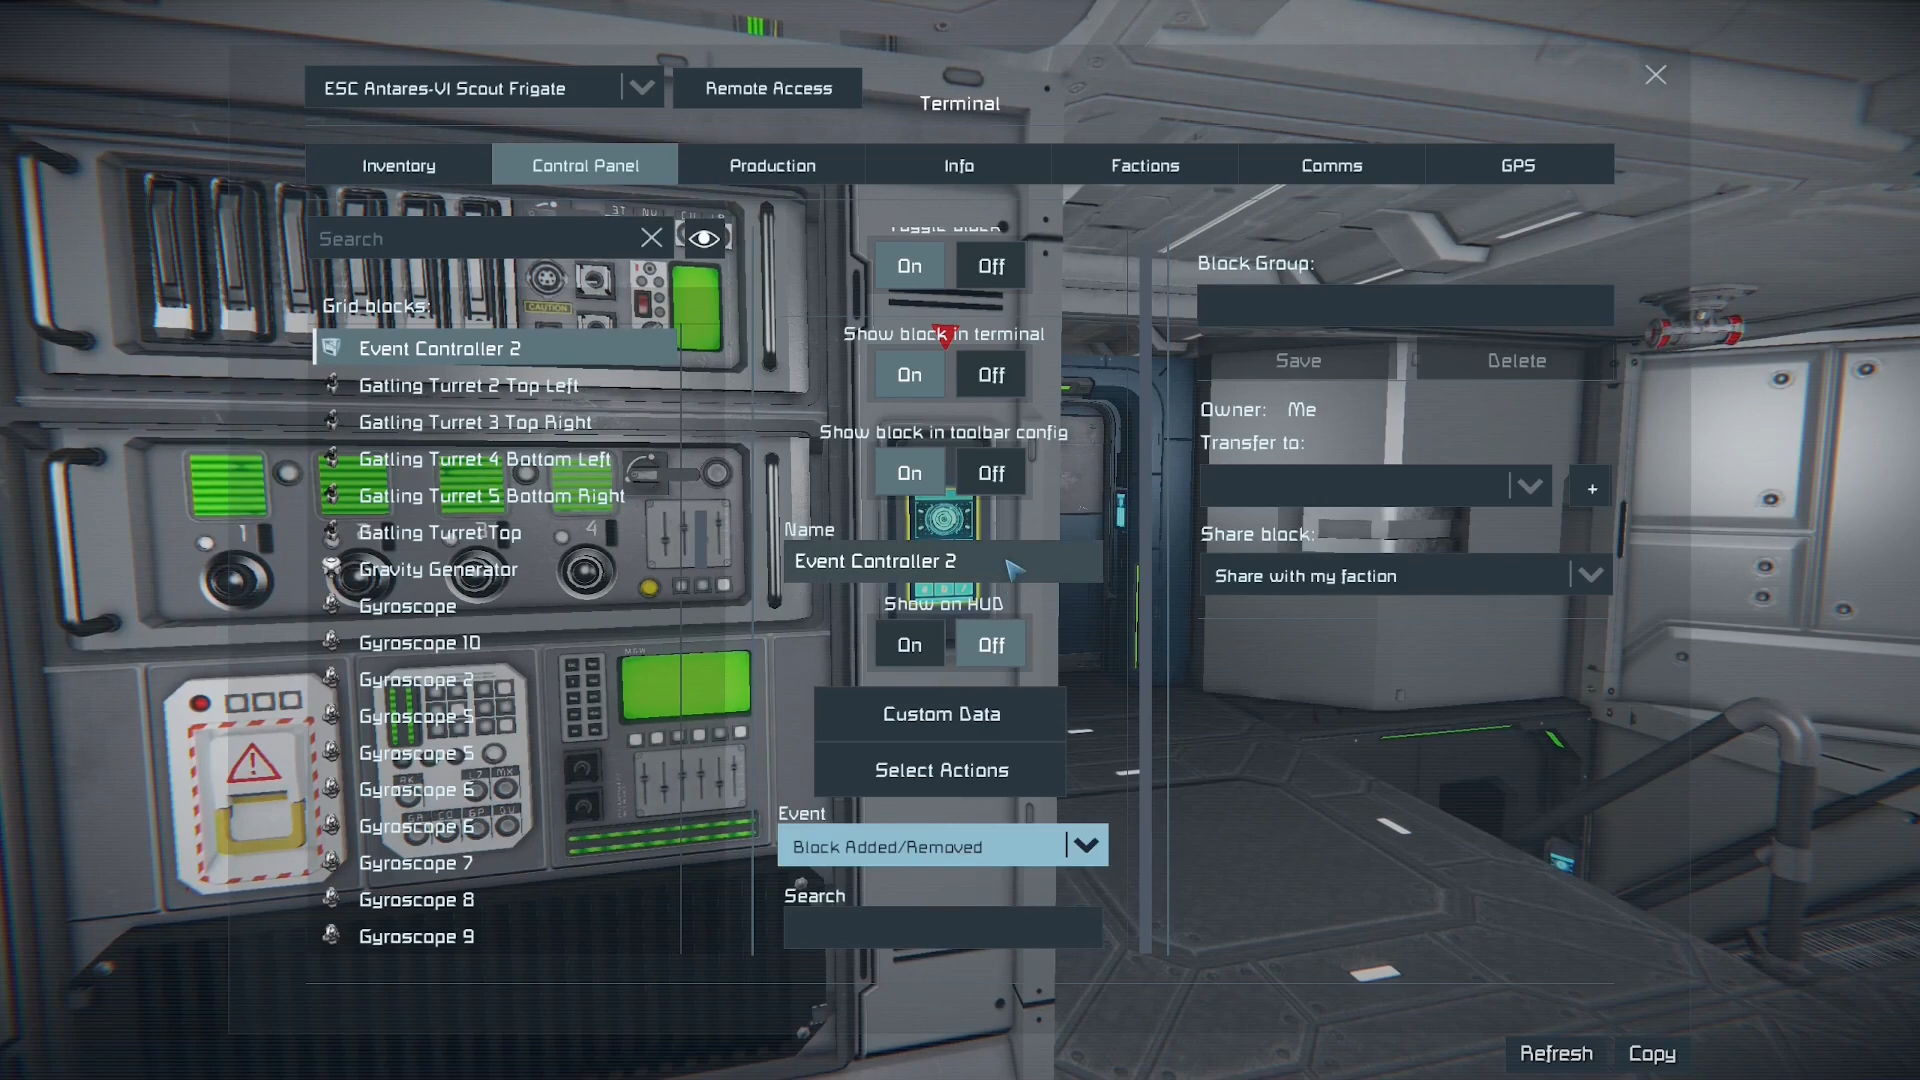 ESC Antares-VI Scout Frigate
Remote Access
Terminal
Inventory
Control Panel
Production
Info
Factions
Comms
GPS
Search
Grid blocks:
Event Controller 2
Gatling Turret 2 Top Left
Gatling Turret 3 Top Right
Gatling Turret 4 Bottom Left
Gatling Turret 5 Bottom Right
Gatling Turret Top
Gravity Generator
Gyroscope
Gyroscope 10
Gyroscope 2
Gyroscope 5
Gyroscope 5
Gyroscope 6
Gyroscope 6
Gyroscope 7
Gyroscope 8
Gyroscope 9
Toggle block
On Off
Show block in terminal
On Off
Show block in toolbar config
On Off
Name
Event Controller 2
Show on HUD
On Off
Custom Data
Select Actions
Event
Block Added/Removed
Search
Block Group:
Save Delete
Owner: Me
Transfer to:
+
Share block:
Share with my faction
Refresh Copy
CAUTION
1
4